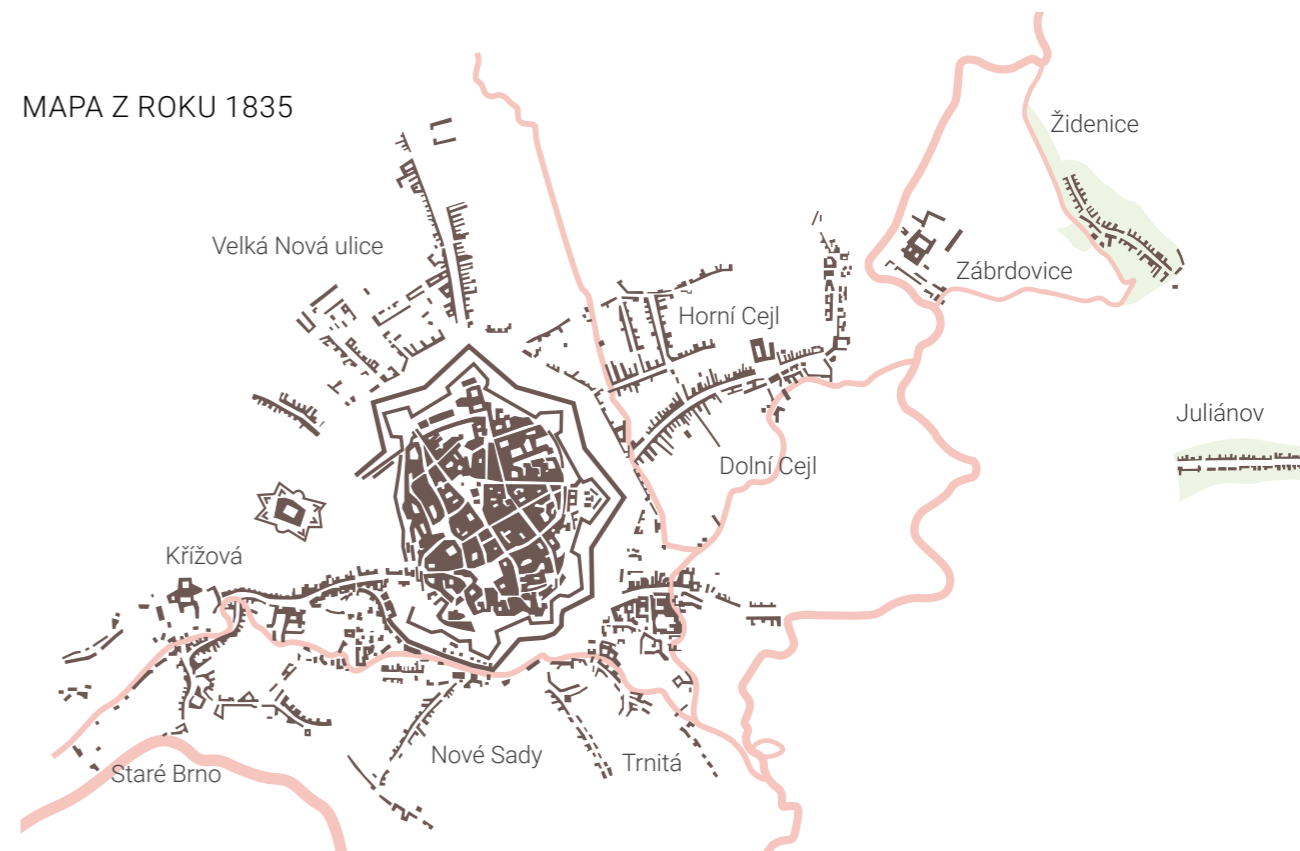 MAPA Z ROKU 1835
Židenice
Velká Nová ulice
Zábrdovice
Horní Cejl
Juliánov
Dolní Cejl
Křížová
Nové Sady
Trnitá
Staré Brno